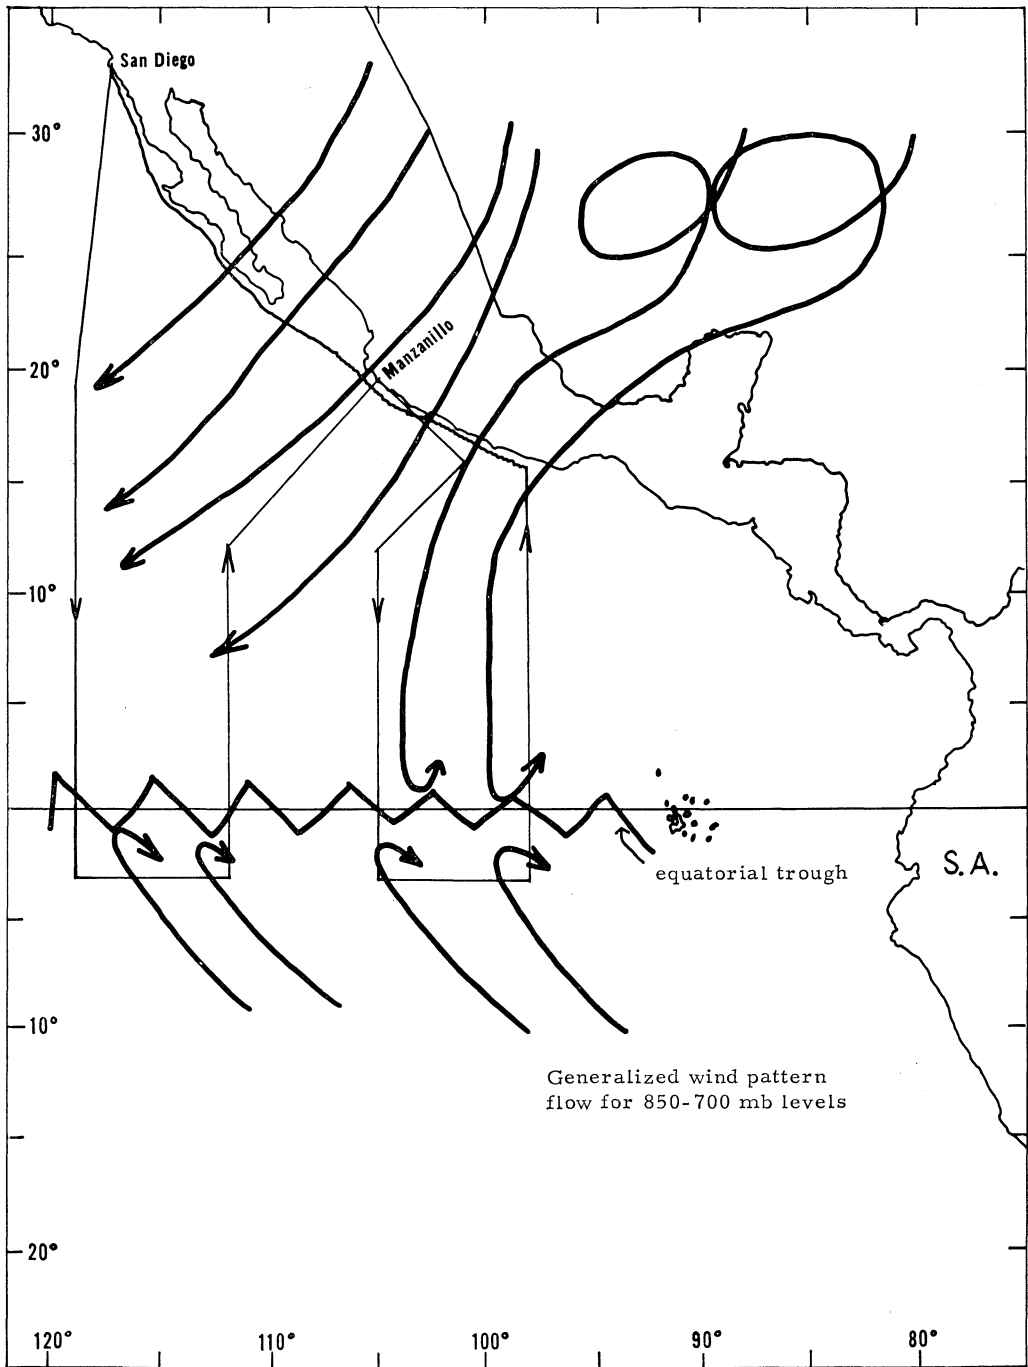 San Diego
30°
20°
Manzanillo
10°
equatorial trough
S.A.
10°
Generalized wind pattern
flow for 850-700 mb levels
20°
120° 110° 100° 90° 80°